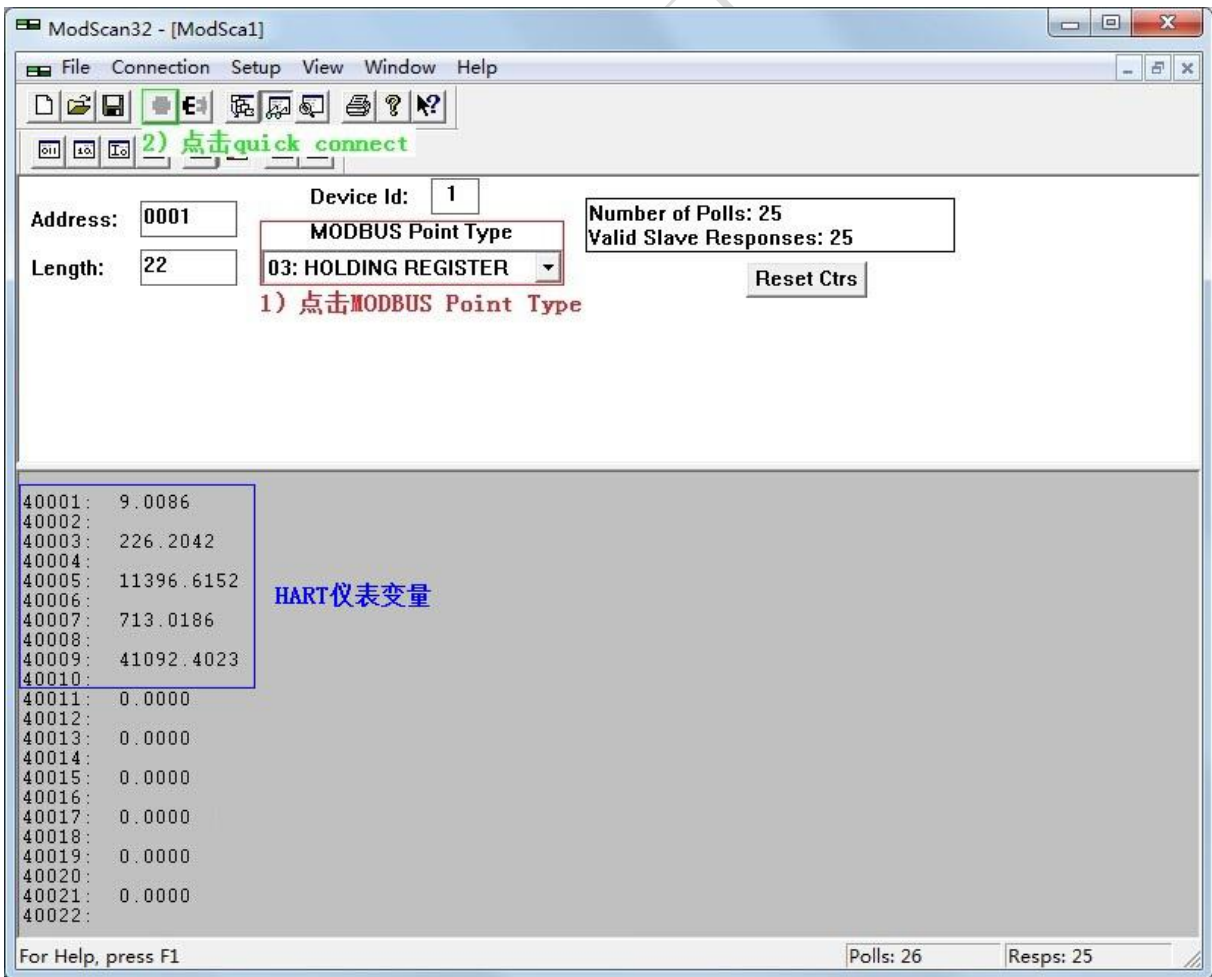 ModScan32 - [ModSca1]
File Connection Setup View Window Help
2) 点击quick connect
Device Id: 1
Address: 0001
MODBUS Point Type
Number of Polls: 25
Valid Slave Responses: 25
Length: 22
03: HOLDING REGISTER
Reset Ctrs
1) 点击MODBUS Point Type
40001: 9.0086
40002:
40003: 226.2042
40004:
40005: 11396.6152
40006:
HART仪表变量
40007: 713.0186
40008:
40009: 41092.4023
40010:
40011: 0.0000
40012:
40013: 0.0000
40014:
40015: 0.0000
40016:
40017: 0.0000
40018:
40019: 0.0000
40020:
40021: 0.0000
40022:
For Help, press F1
Polls: 26
Resps: 25